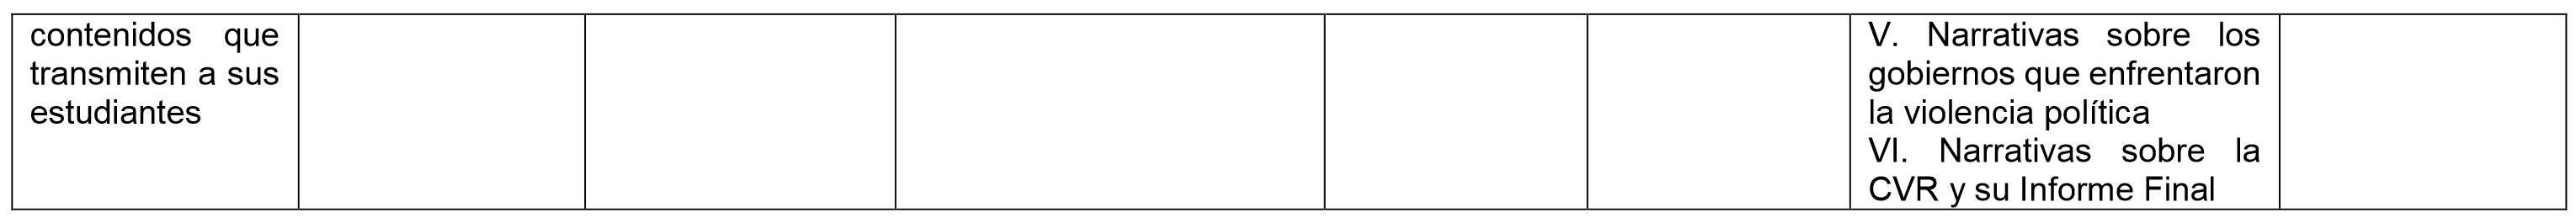 contenidos que
transmiten a sus
estudiantes
V. Narrativas sobre los
gobiernos que enfrentaron
la violencia política
VI. Narrativas sobre la
CVR y su Informe Final